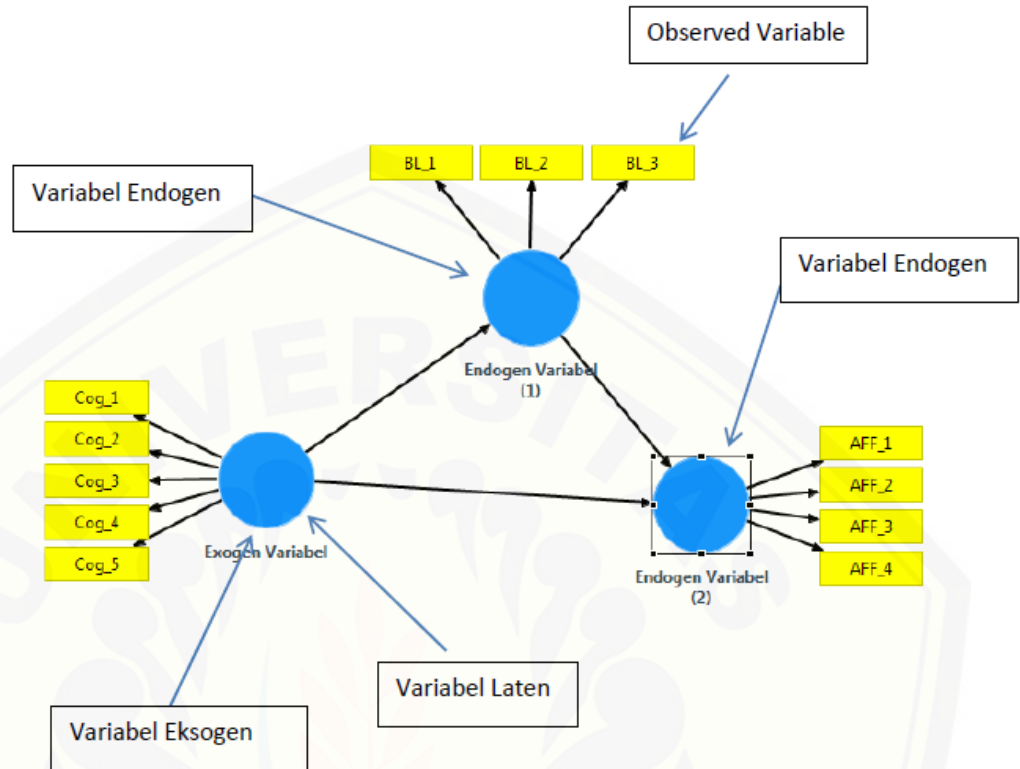 Observed Variable
BL_1
BL_2
BL_3
Variabel Endogen
Variabel Endogen
Endogen Variabel
(1)
Cog_1
Cog_2
Cog_3
Cog_4
Cog_5
Exogen Variabel
AFF_1
AFF_2
AFF_3
AFF_4
Endogen Variabel
(2)
Variabel Laten
Variabel Eksogen
UNIVERSITAS